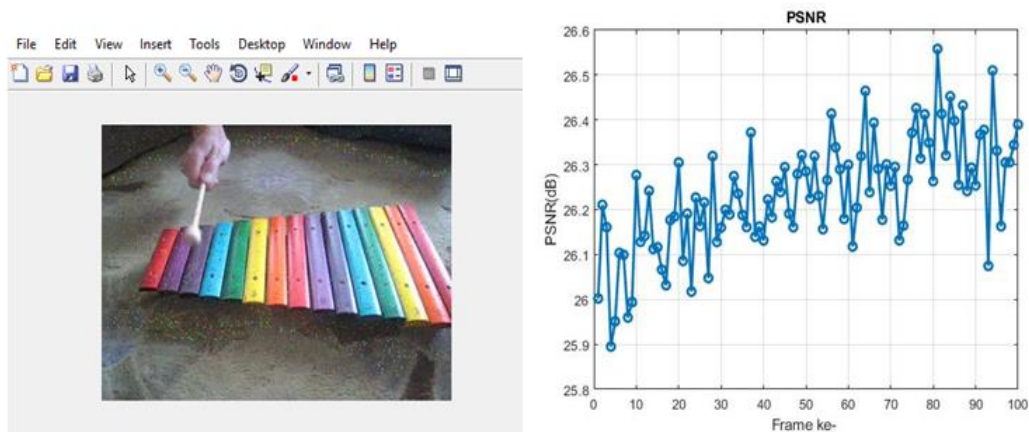 File Edit View Insert Tools Desktop Window Help
PSNR
26.6
26.5
26.4
26.3
26.2
26.1
26
25.9
25.8
PSNR(dB)
0 10 20 30 40 50 60 70 80 90 100
Frame ke-